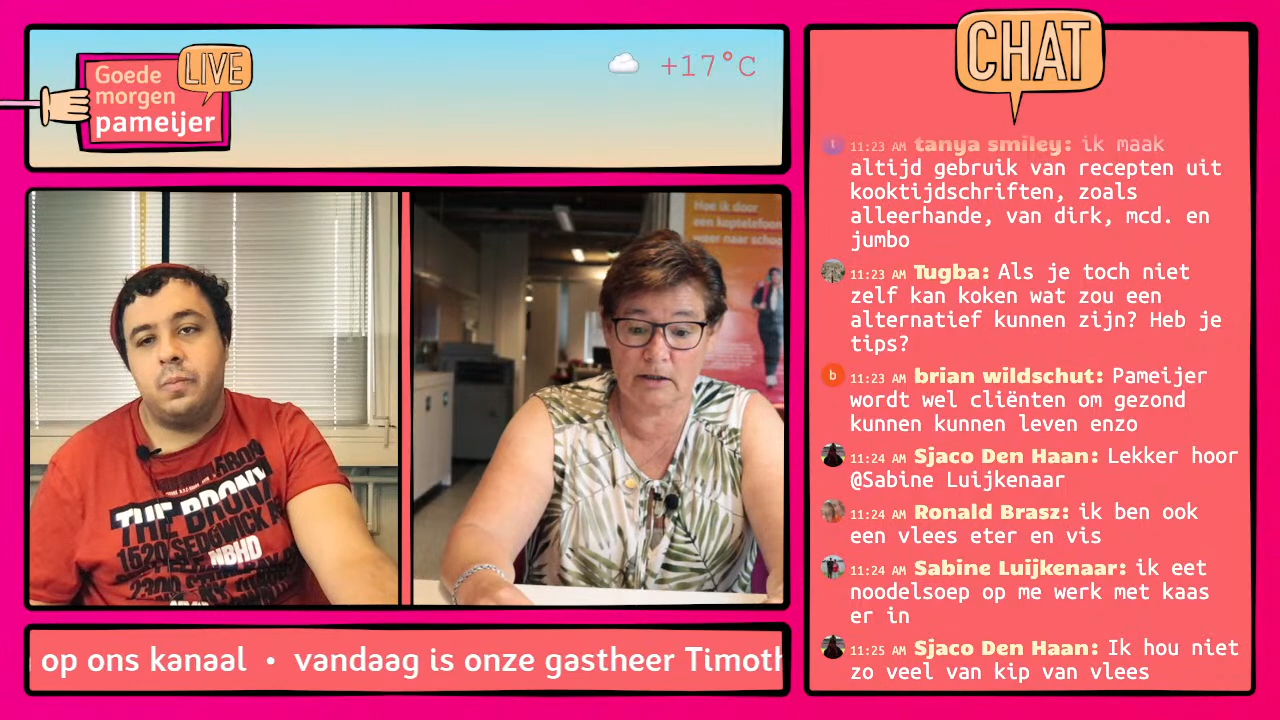 Goede
morgen
pameijer
LIVE
+17°C
Hoe ik door
een koptelefoon
weer naar school
THE BRONX
1520 SEDGWICK
NBHD
op ons kanaal • vandaag is onze gastheer Timoth
CHAT
t 11:23 AM tanya smiley: ik maak
altijd gebruik van recepten uit
kooktijdschriften, zoals
alleerhande, van dirk, mcd. en
jumbo
11:23 AM Tugba: Als je toch niet
zelf kan koken wat zou een
alternatief kunnen zijn? Heb je
tips?
b 11:23 AM brian wildschut: Pameijer
wordt wel cliënten om gezond
kunnen kunnen leven enzo
11:24 AM Sjaco Den Haan: Lekker hoor
@Sabine Luijkenaar
11:24 AM Ronald Brasz: ik ben ook
een vlees eter en vis
11:24 AM Sabine Luijkenaar: ik eet
noodelsoep op me werk met kaas
er in
11:25 AM Sjaco Den Haan: Ik hou niet
zo veel van kip van vlees